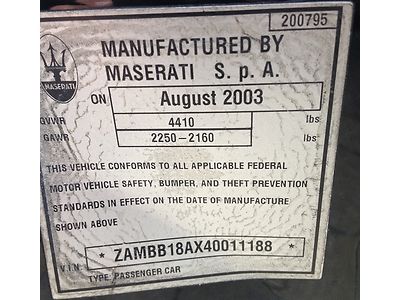 200795
MANUFACTURED BY
MASERATI S. p. A.
MASERATI
ON August 2003
GVWR 4410 lbs
GAWR 2250-2160 lbs
THIS VEHICLE CONFORMS TO ALL APPLICABLE FEDERAL
MOTOR VEHICLE SAFETY, BUMPER, AND THEFT PREVENTION
STANDARDS IN EFFECT ON THE DATE OF MANUFACTURE
SHOWN ABOVE
V.I.N. * ZAMBB18AX40011188 *
TYPE: PASSENGER CAR